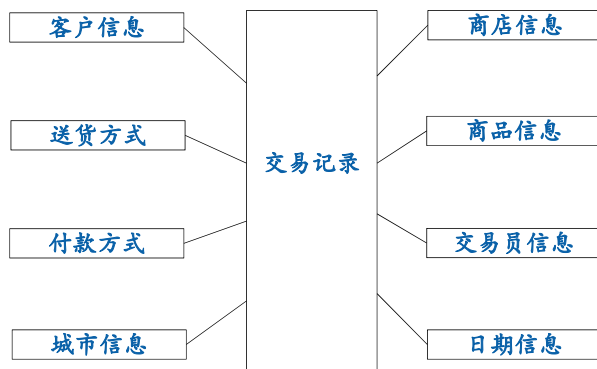 客户信息
商店信息
送货方式
商品信息
交易记录
付款方式
交易员信息
城市信息
日期信息